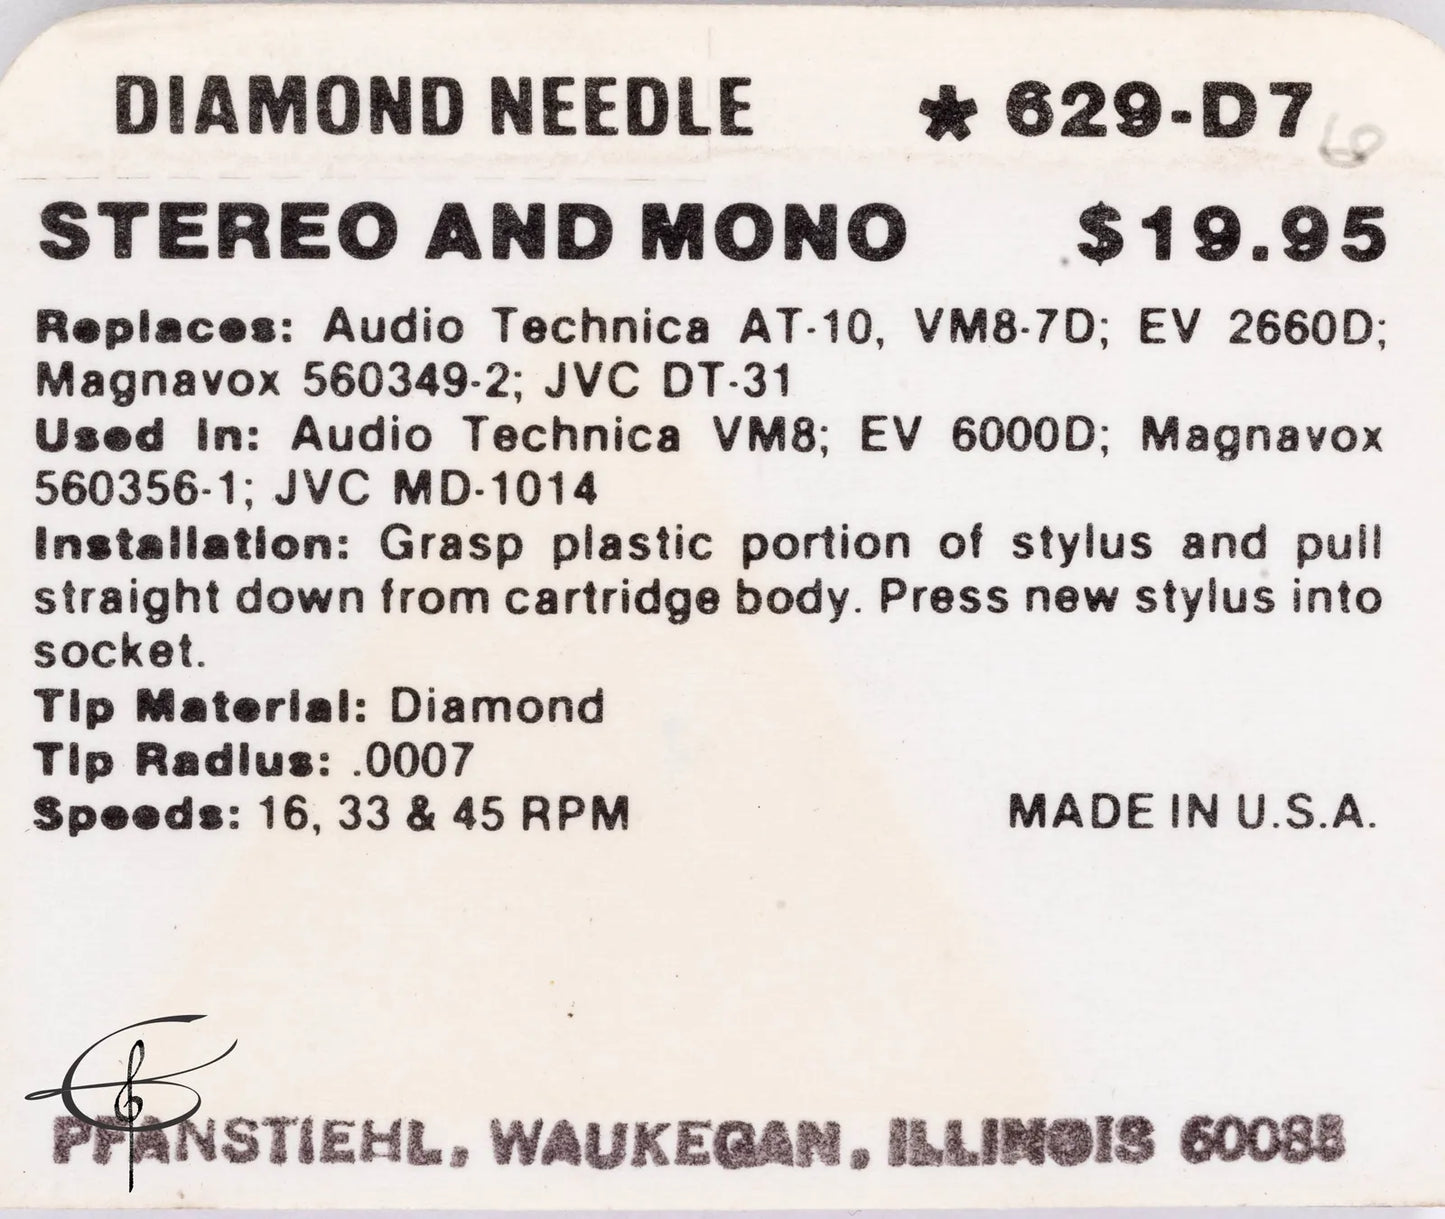 DIAMOND NEEDLE * 629-D7
STEREO AND MONO $19.95
Replaces: Audio Technica AT-10, VM8-7D; EV 2660D;
Magnavox 560349-2; JVC DT-31
Used In: Audio Technica VM8; EV 6000D; Magnavox
560356-1; JVC MD-1014
Installation: Grasp plastic portion of stylus and pull
straight down from cartridge body. Press new stylus into
socket.
Tip Material: Diamond
Tip Radius: .0007
Speeds: 16, 33 & 45 RPM MADE IN U.S.A.
PFANSTIEHL, WAUKEGAN, ILLINOIS 60085